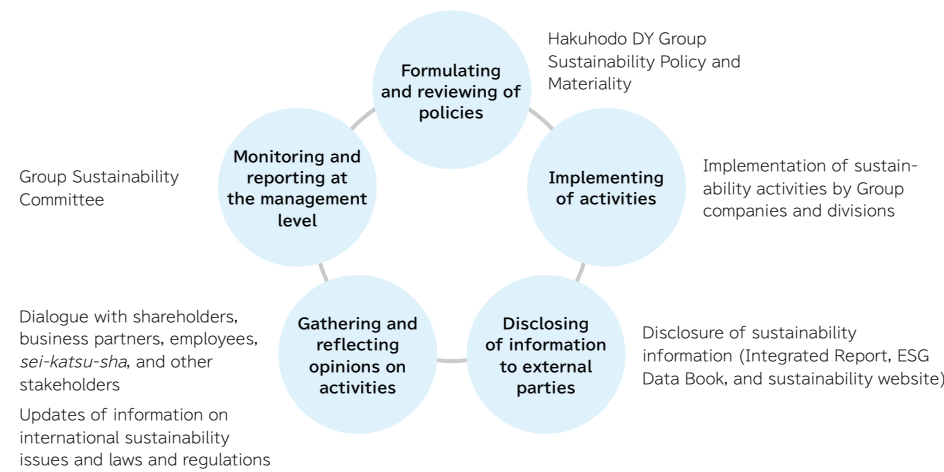 Formulating
and reviewing of
policies
Hakuhodo DY Group
Sustainability Policy and
Materiality
Implementing
of activities
Implementation of sustain-
ability activities by Group
companies and divisions
Disclosing
of information
to external
parties
Disclosure of sustainability
information (Integrated Report, ESG
Data Book, and sustainability website)
Gathering and
reflecting
opinions on
activities
Dialogue with shareholders,
business partners, employees,
sei-katsu-sha, and other
stakeholders
Updates of information on
international sustainability
issues and laws and regulations
Monitoring and
reporting at
the management
level
Group Sustainability
Committee